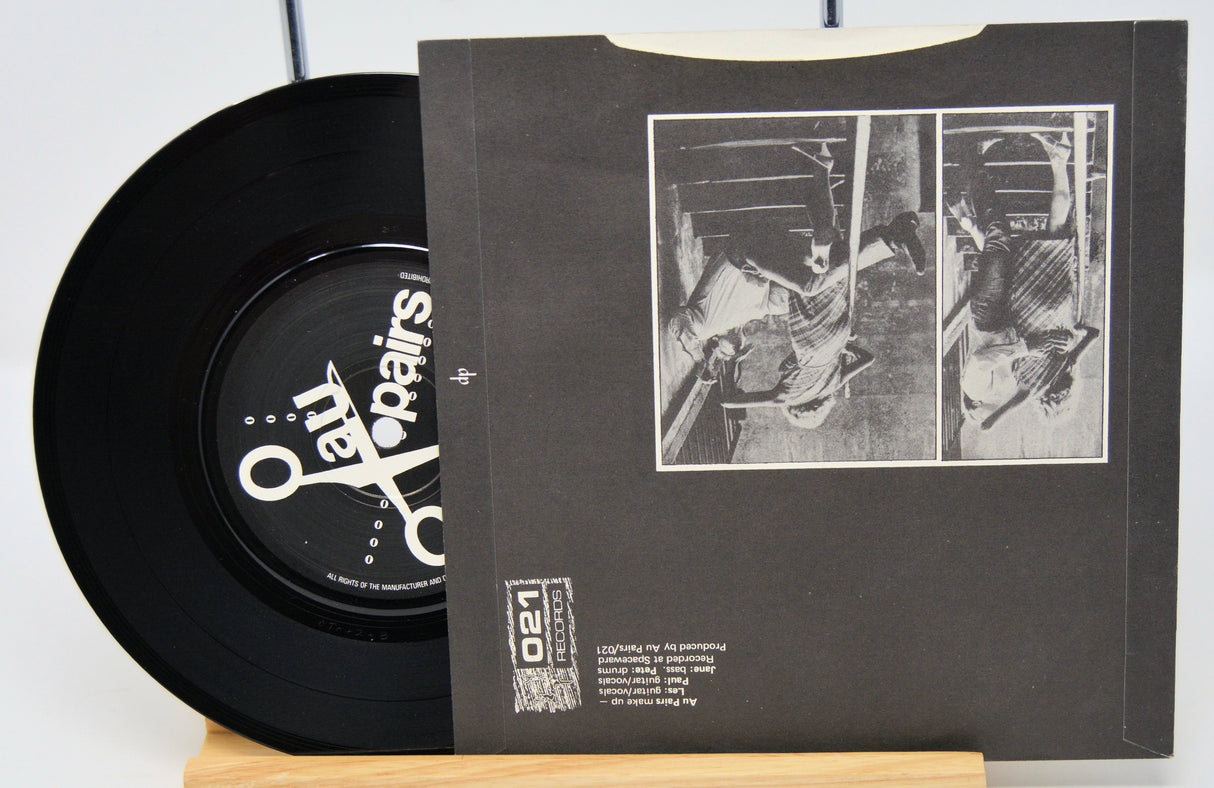 PROHIBITED
au
pairs
ALL RIGHTS OF THE MANUFACTURER AND
dp
021
RECORDS
Au Pairs make up –
Les: guitar/vocals
Paul: guitar/vocals
Jane: bass. Pete: drums
Recorded at Spaceward
Produced by Au Pairs/021